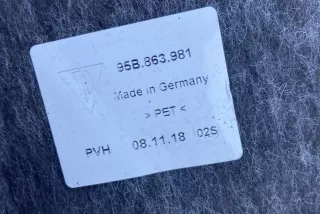 95B.863.981
Made in Germany
> PET <
PVH 08.11.18 02S